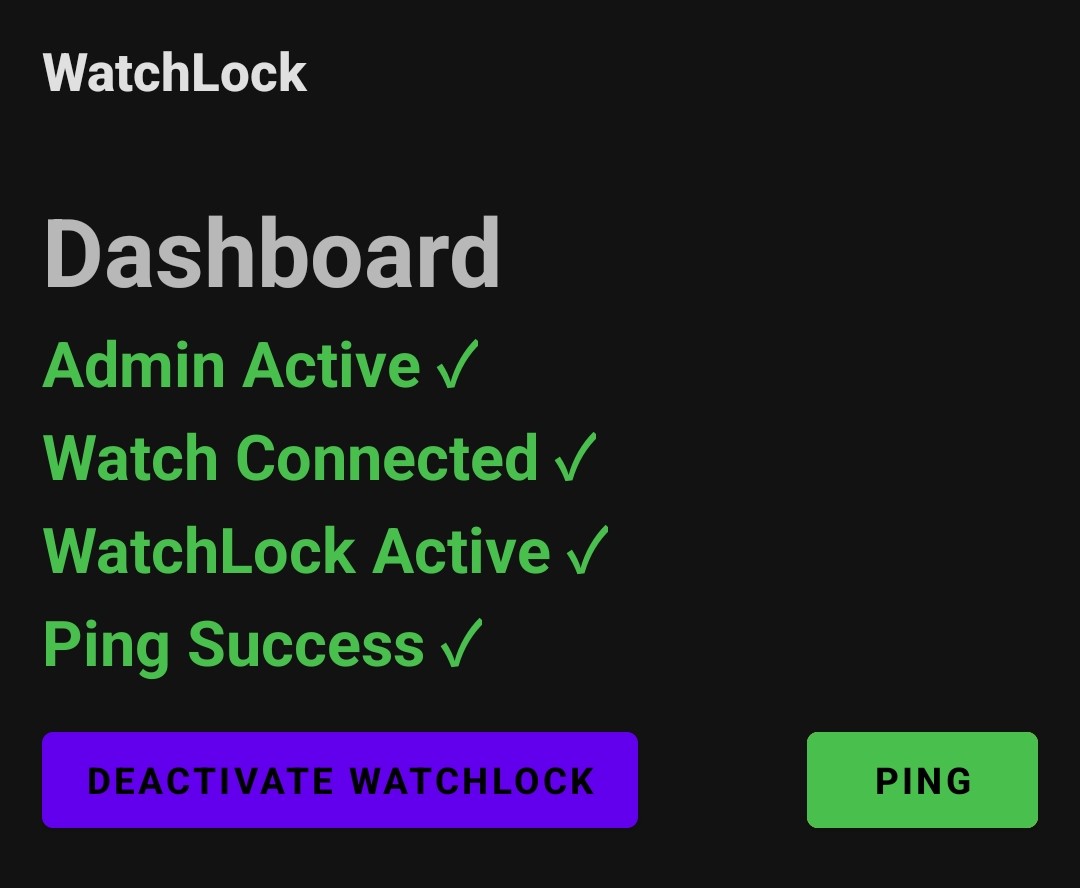 WatchLock
Dashboard
Admin Active ✓
Watch Connected ✓
WatchLock Active ✓
Ping Success ✓
DEACTIVATE WATCHLOCK
PING